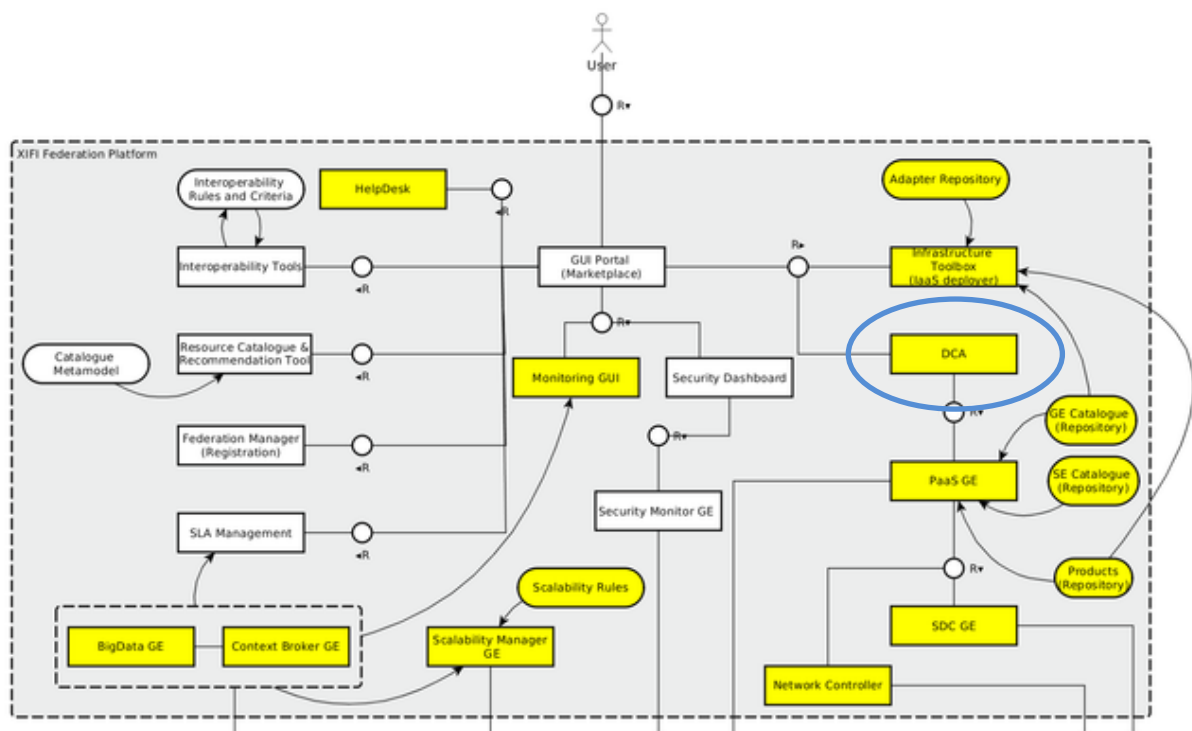 User
R▾
XIFI Federation Platform
Interoperability
Rules and Criteria
HelpDesk
◂R
Adapter Repository
Interoperability Tools
◂R
GUI Portal
(Marketplace)
R▸
Infrastructure
Toolbox
(IaaS deployer)
Resource Catalogue &
Recommendation Tool
◂R
Catalogue
Metamodel
R▾
Monitoring GUI
Security Dashboard
DCA
R▾
GE Catalogue
(Repository)
Federation Manager
(Registration)
◂R
R▾
PaaS GE
SE Catalogue
(Repository)
SLA Management
◂R
Security Monitor GE
R▾
Products
(Repository)
Scalability Rules
SDC GE
BigData GE
Context Broker GE
Scalability Manager
GE
Network Controller